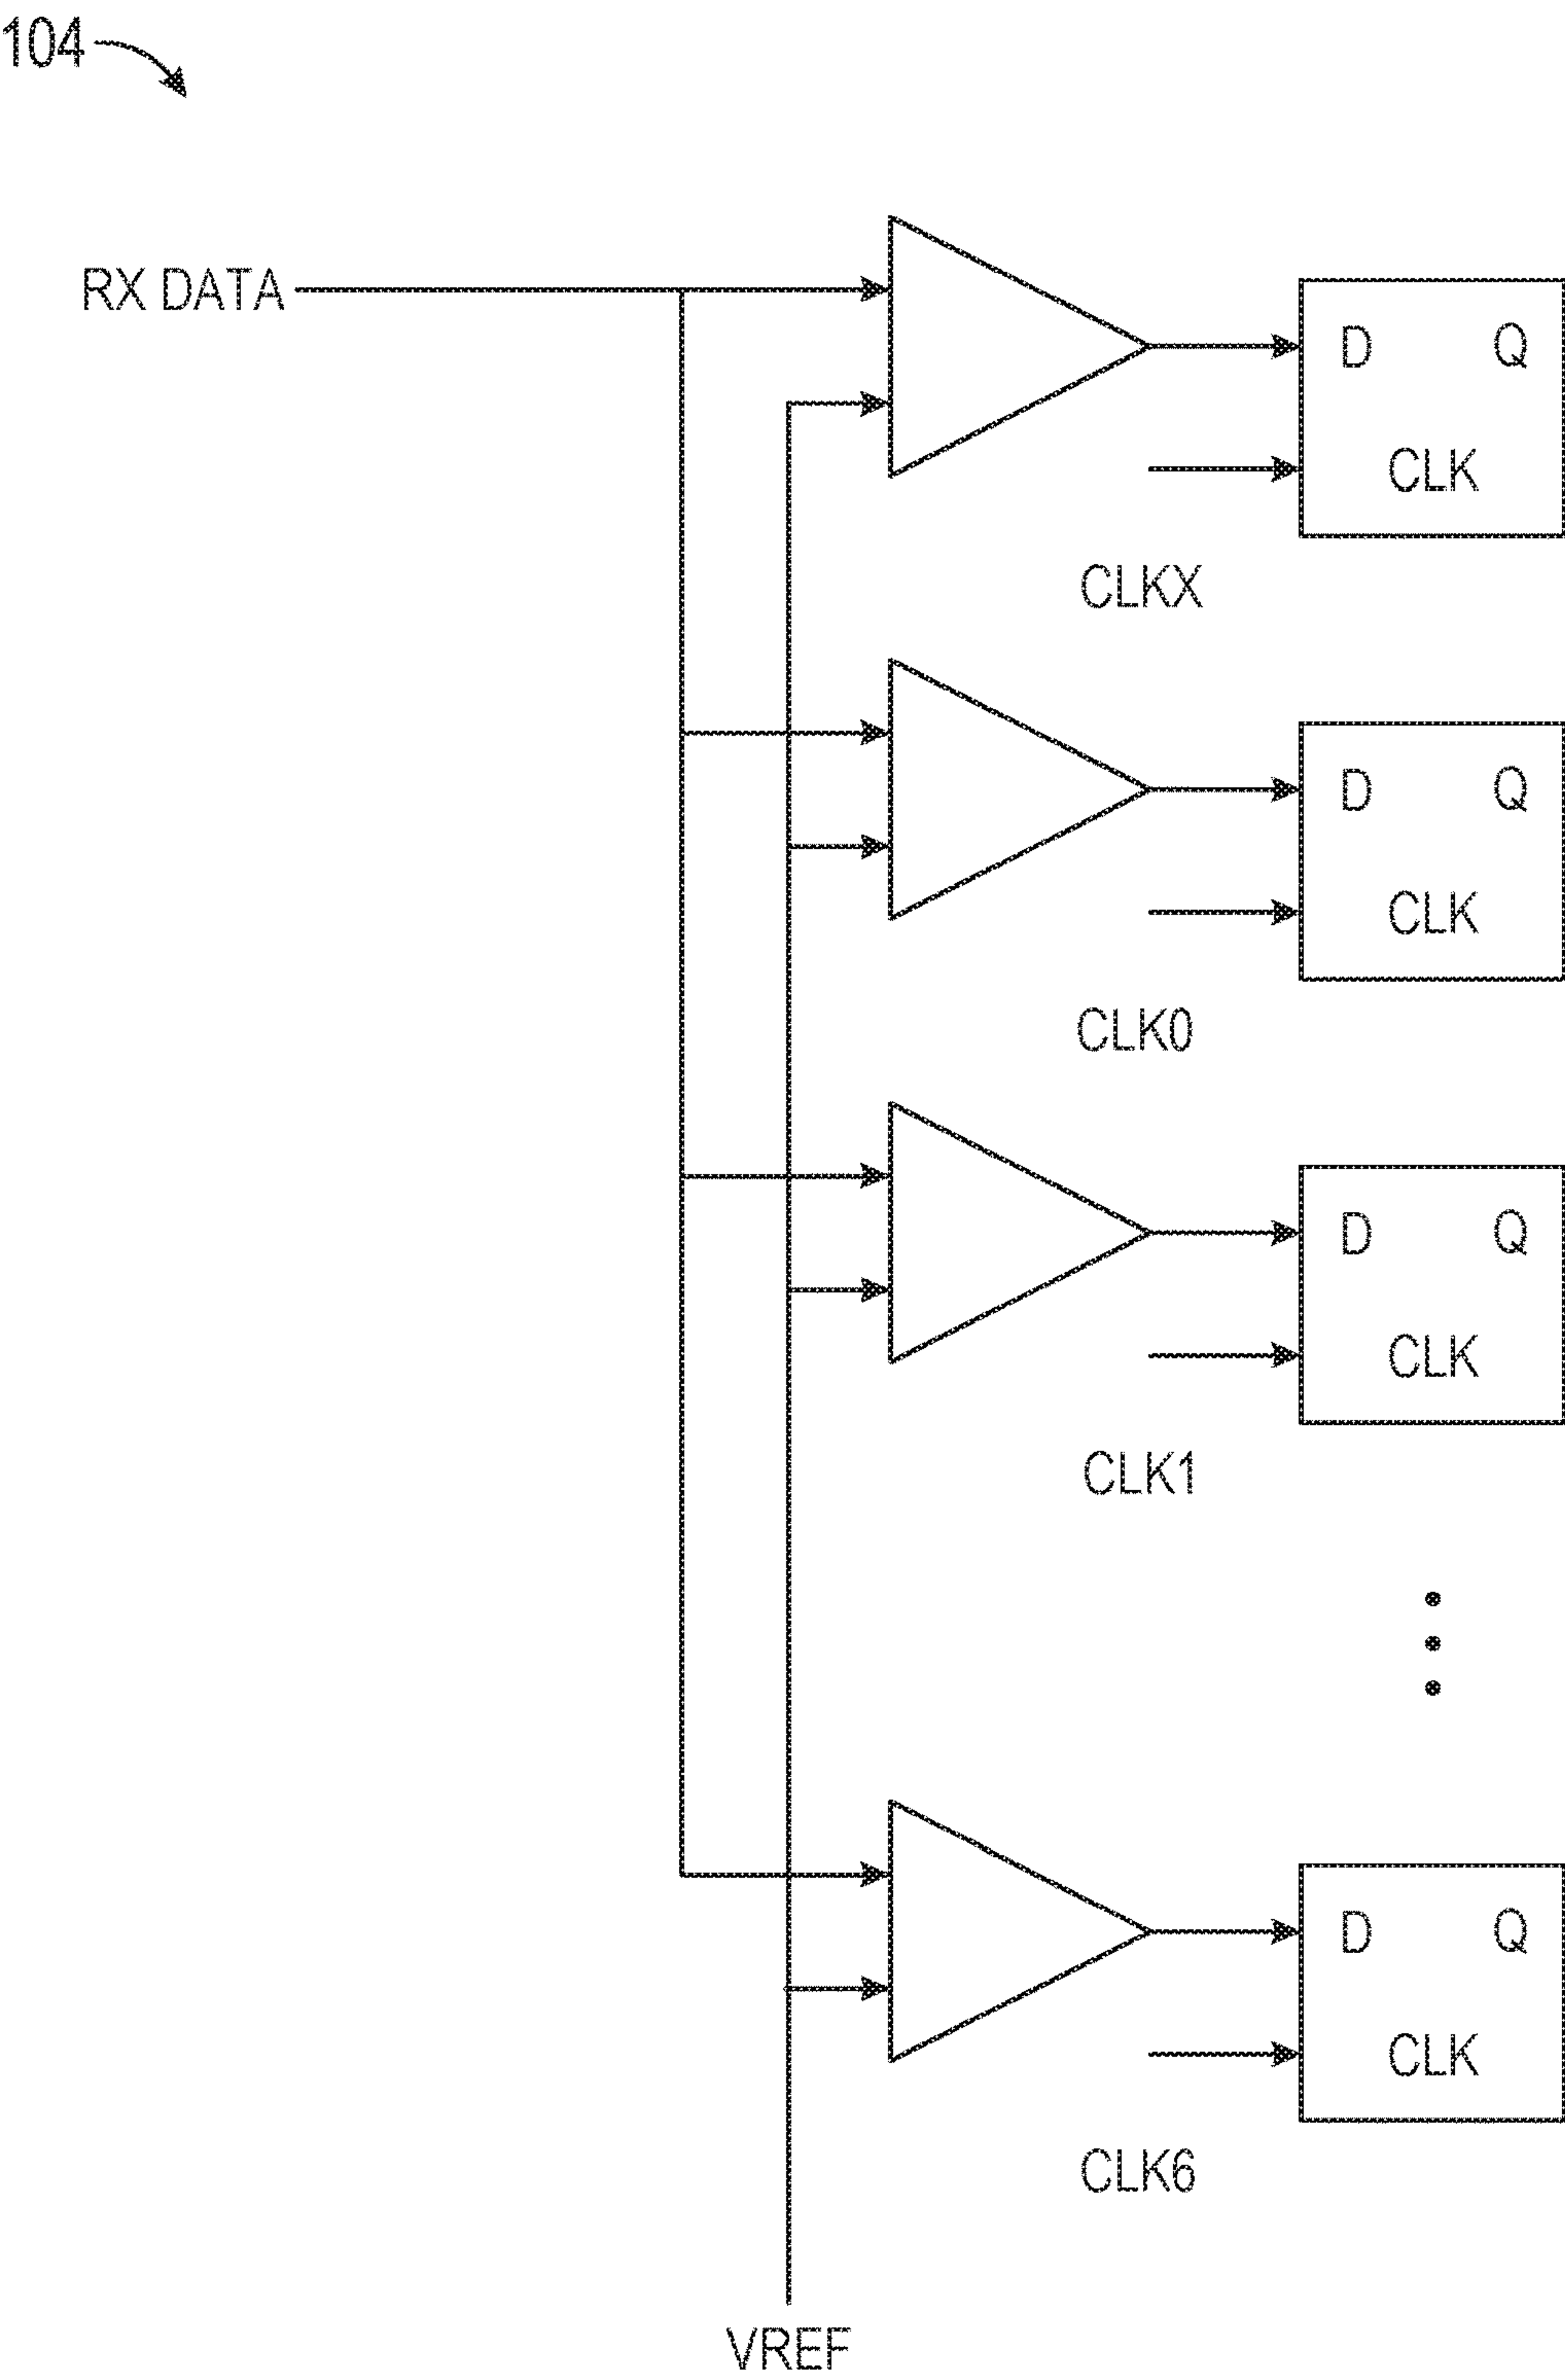 104
RX DATA
D Q
CLK
CLKX
D Q
CLK
CLK0
D Q
CLK
CLK1
D Q
CLK
CLK6
VREF